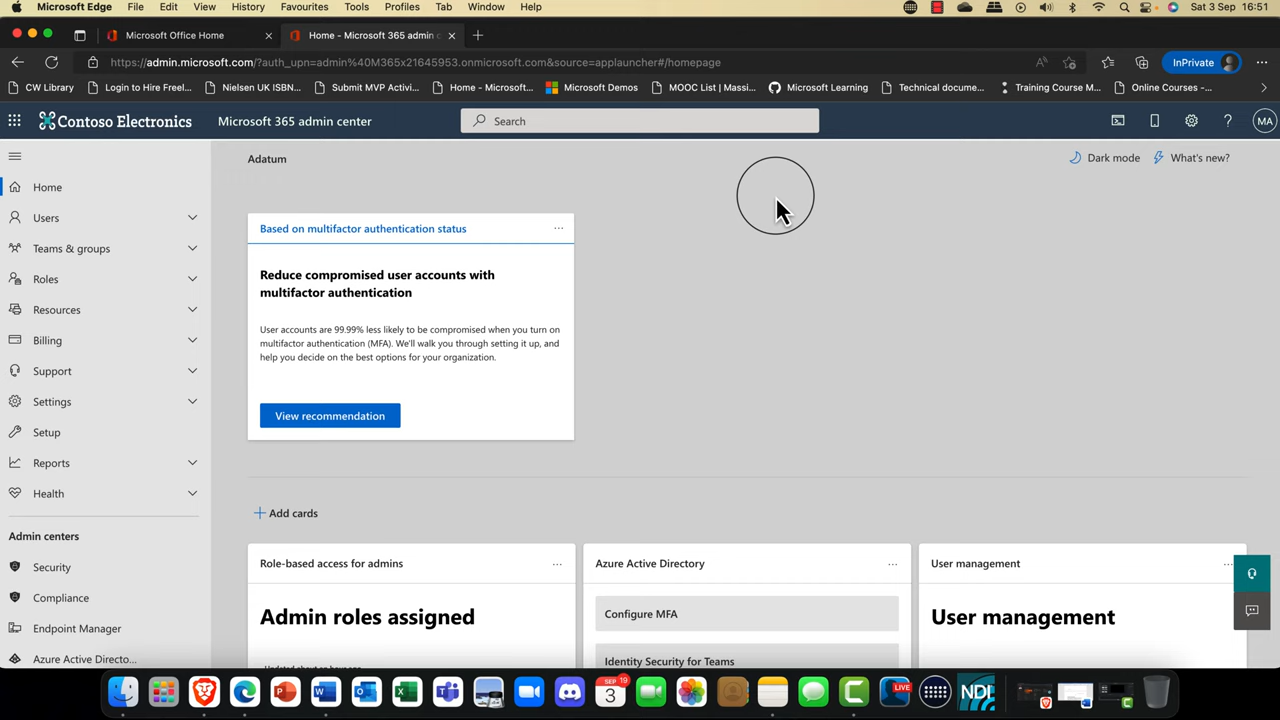 Microsoft Edge File Edit View History Favourites Tools Profiles Tab Window Help Sat 3 Sep 16:51
Microsoft Office Home Home - Microsoft 365 admin c
https://admin.microsoft.com/?auth_upn=admin%40M365x21645953.onmicrosoft.com&source=applauncher#/homepage InPrivate
CW Library Login to Hire Freel... Nielsen UK ISBN... Submit MVP Activi... Home - Microsoft... Microsoft Demos MOOC List | Massi... Microsoft Learning Technical docume... Training Course M... Online Courses -...
Contoso Electronics Microsoft 365 admin center Search ? MA
Adatum Dark mode What's new?
Home
Users
Teams & groups
Roles
Resources
Billing
Support
Settings
Setup
Reports
Health
Admin centers
Security
Compliance
Endpoint Manager
Azure Active Directo...
Based on multifactor authentication status
Reduce compromised user accounts with
multifactor authentication
User accounts are 99.99% less likely to be compromised when you turn on
multifactor authentication (MFA). We'll walk you through setting it up, and
help you decide on the best options for your organization.
View recommendation
Add cards
Role-based access for admins
Admin roles assigned
Azure Active Directory
Configure MFA
Identity Security for Teams
User management
User management
SEP 19
3
LIVE
NDI